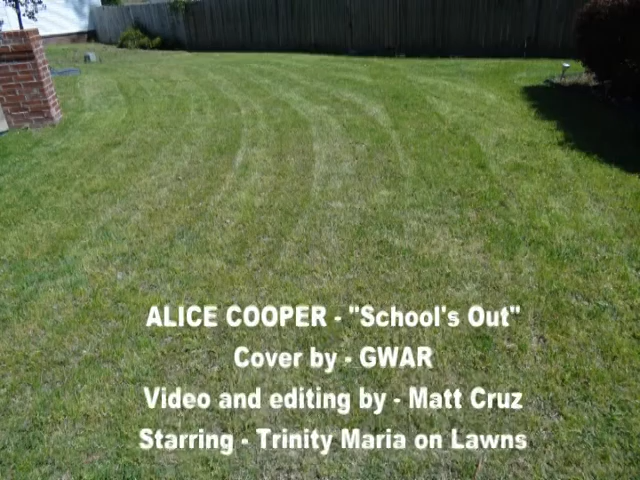 ALICE COOPER - "School's Out"
Cover by - GWAR
Video and editing by - Matt Cruz
Starring - Trinity Maria on Lawns